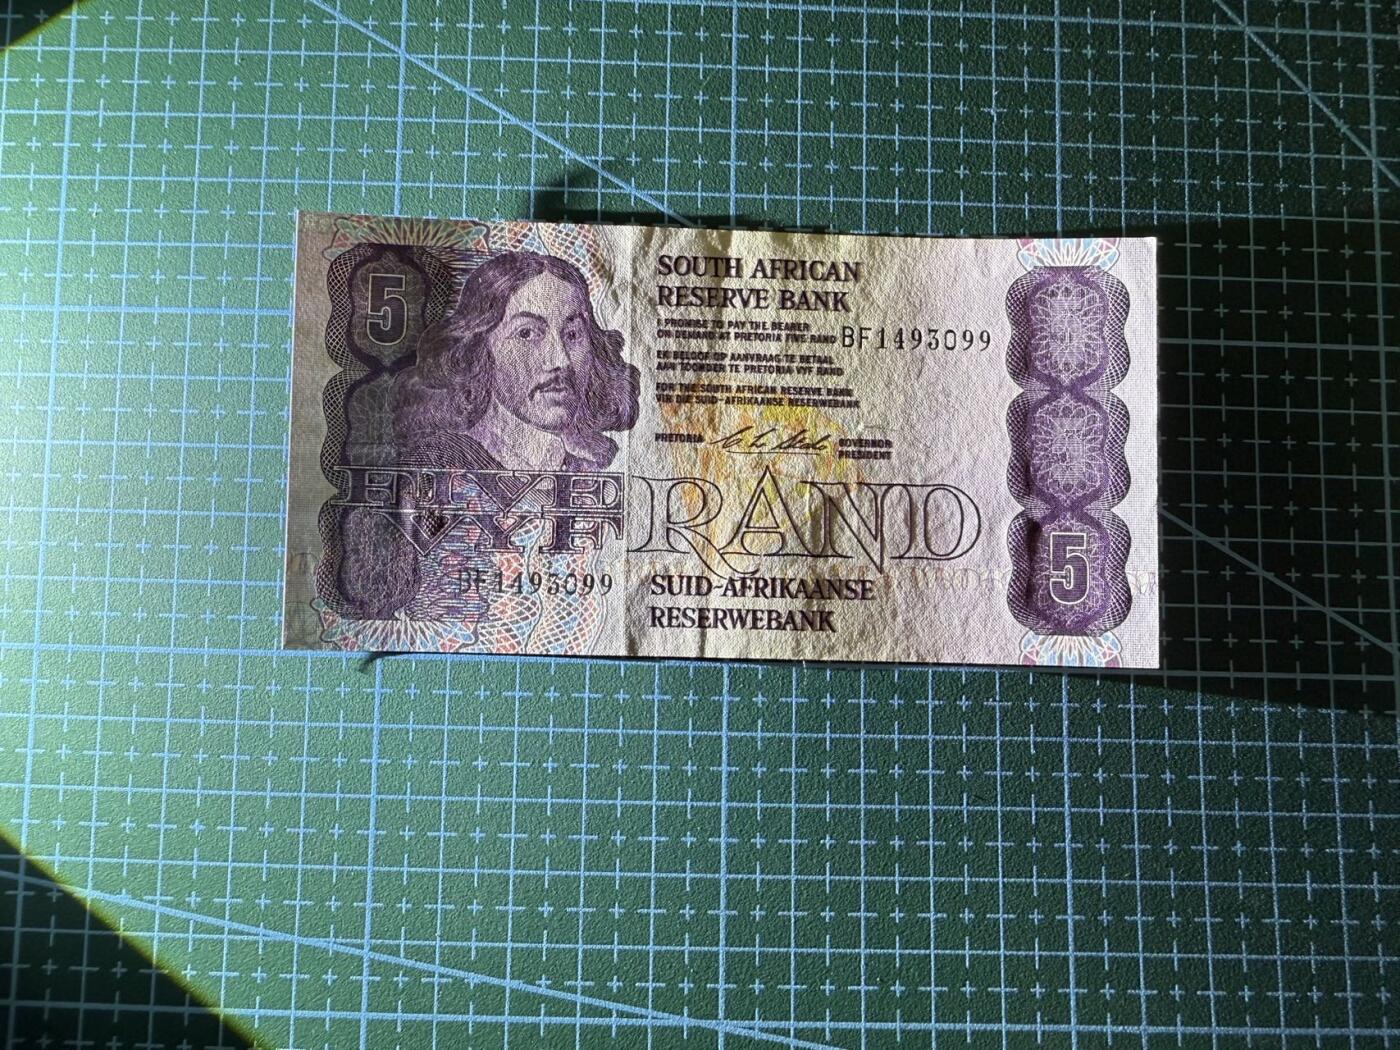 5
SOUTH AFRICAN
RESERVE BANK
I PROMISE TO PAY THE BEARER
ON DEMAND AT PRETORIA FIVE RAND
BF1493099
EK BELOOF OP AANVRAAG TE BETAAL
AAN TOONDER TE PRETORIA VYF RAND
FOR THE SOUTH AFRICAN RESERVE BANK
VIR DIE SUID-AFRIKAANSE RESERWEBANK
PRETORIA
GOVERNOR
PRESIDENT
FIVE
VYF
RAND
5
BF1493099
SUID-AFRIKAANSE
RESERWEBANK